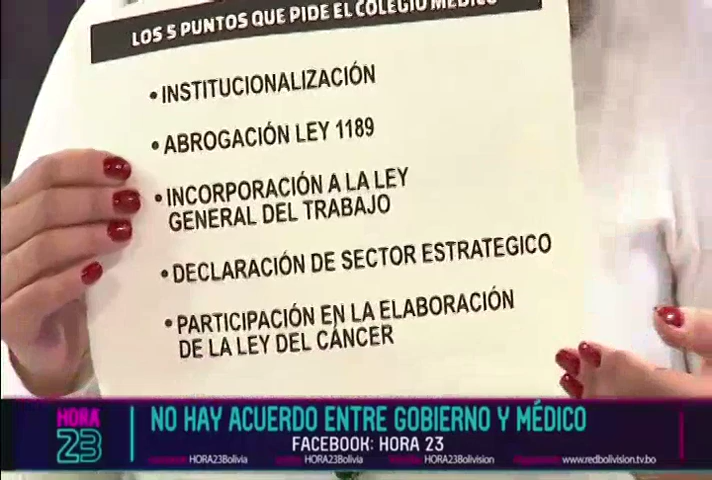 LOS 5 PUNTOS QUE PIDE EL COLEGIO MEDICO
• INSTITUCIONALIZACIÓN
• ABROGACIÓN LEY 1189
• INCORPORACIÓN A LA LEY
GENERAL DEL TRABAJO
• DECLARACIÓN DE SECTOR ESTRATEGICO
• PARTICIPACIÓN EN LA ELABORACIÓN
DE LA LEY DEL CÁNCER
HORA
23
NO HAY ACUERDO ENTRE GOBIERNO Y MÉDICO
FACEBOOK: HORA 23
HORA23Bolivia HORA23Bolivia HORA23Bolivision www.redbolivision.tv.bo